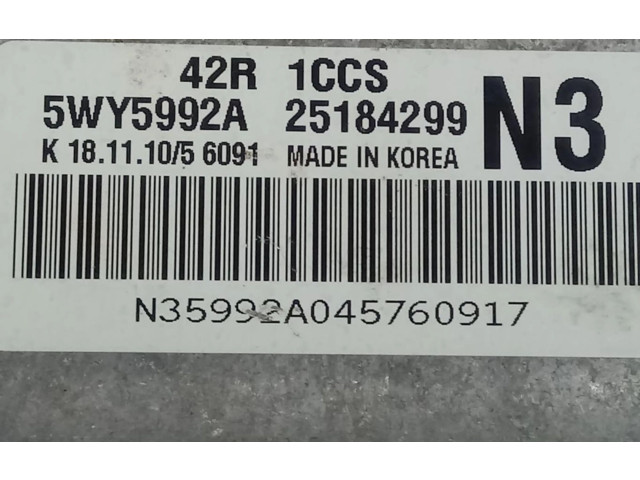 42R 1CCS
5WY5992A 25184299 N3
K 18.11.10/5 6091 MADE IN KOREA
N35992A045760917